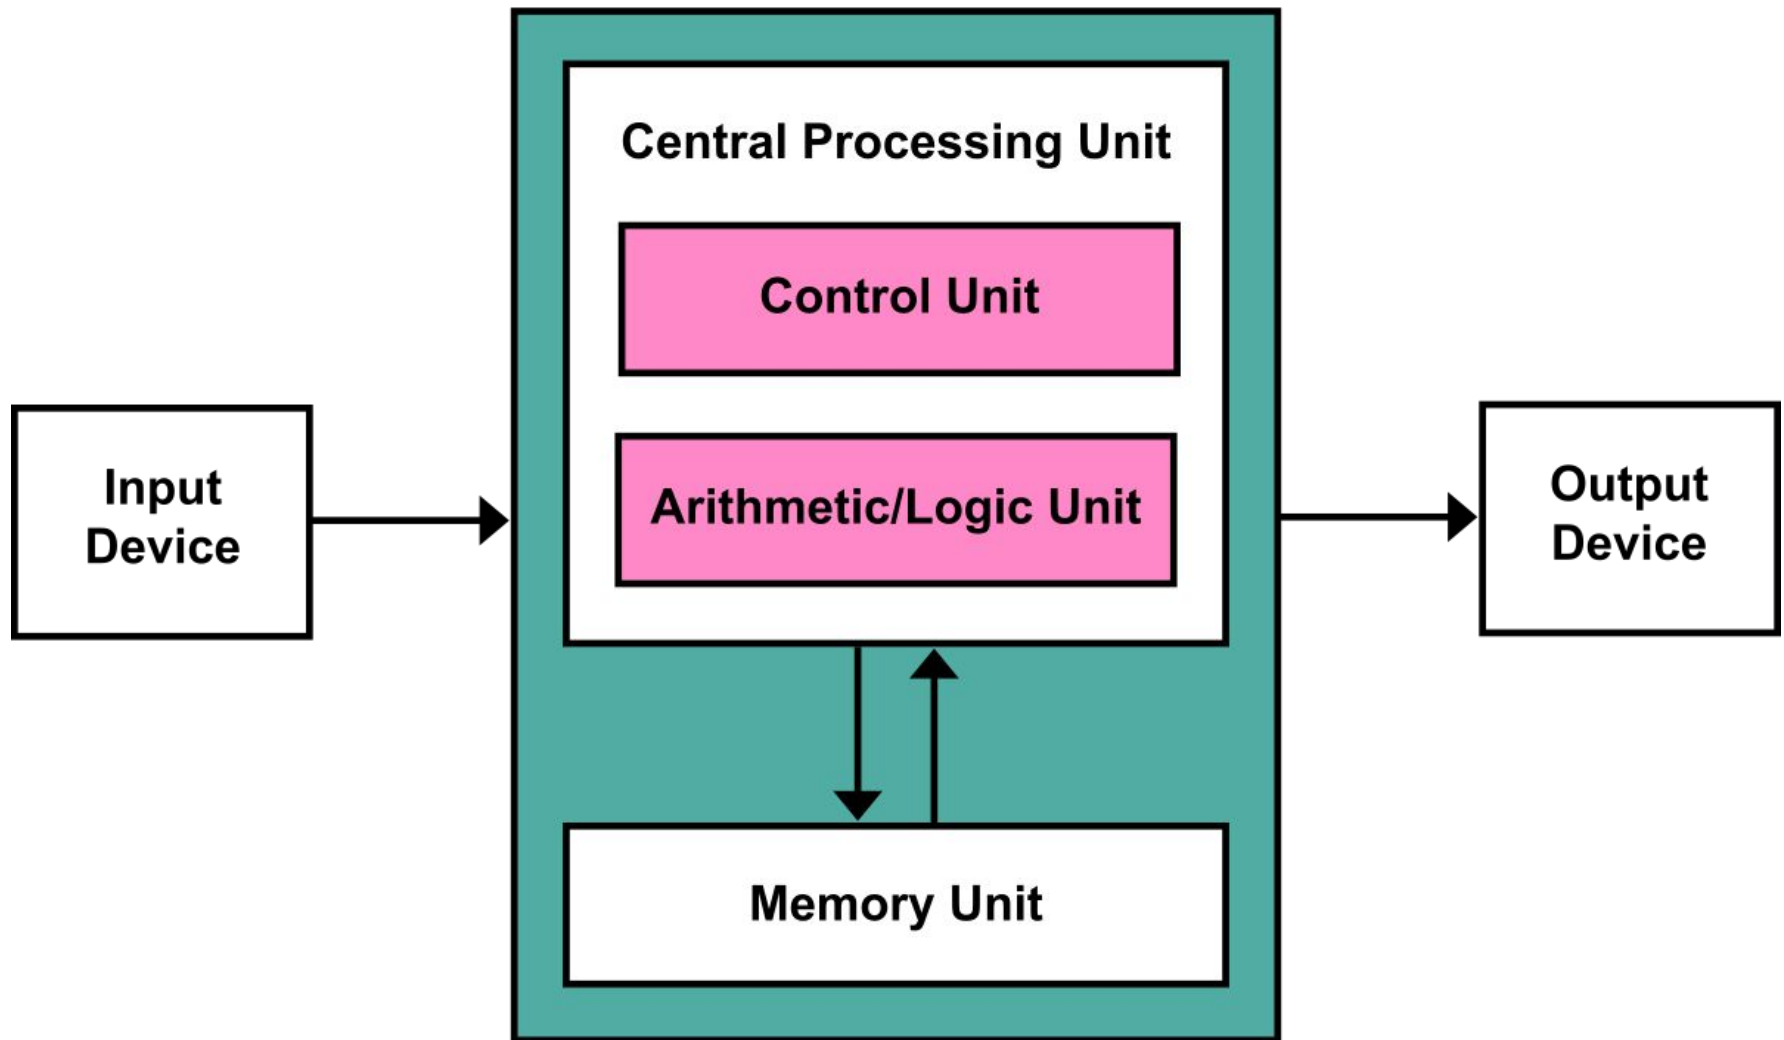 Central Processing Unit
Control Unit
Arithmetic/Logic Unit
Input
Device
Output
Device
Memory Unit